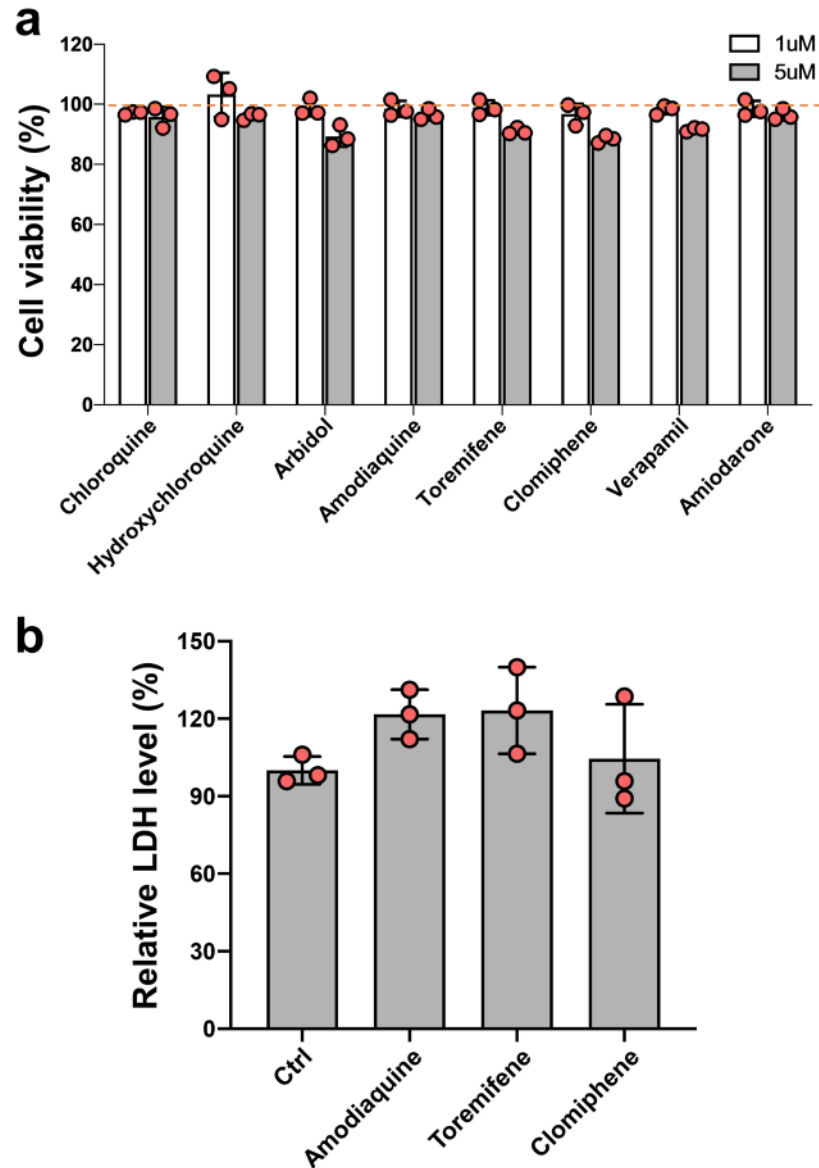 a
1uM
5uM
Cell viability (%)
120
100
80
60
40
20
0
Chloroquine
Hydroxychloroquine
Arbidol
Amodiaquine
Toremifene
Clomiphene
Verapamil
Amiodarone
b
Relative LDH level (%)
150
120
90
60
30
0
Ctrl
Amodiaquine
Toremifene
Clomiphene